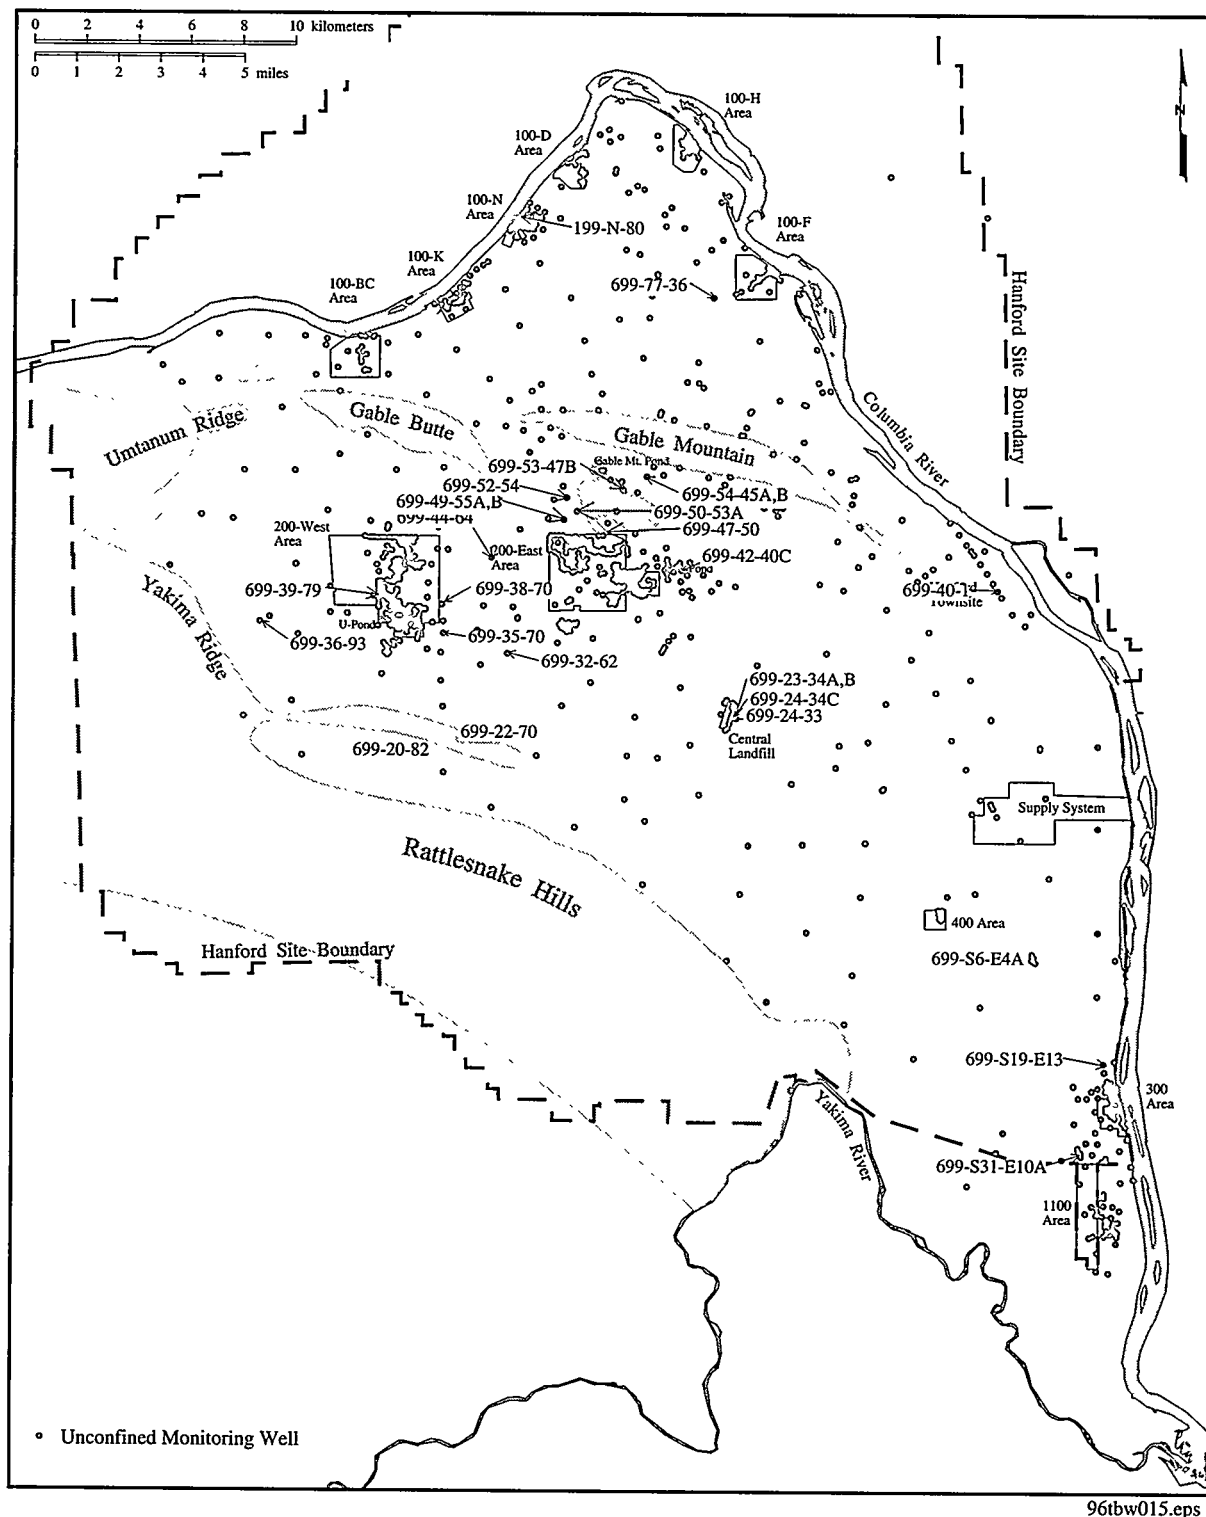 0 2 4 6 8 10 kilometers
0 1 2 3 4 5 miles
N
100-H
Area
100-D
Area
100-N
Area
199-N-80
100-F
Area
100-K
Area
100-BC
Area
699-77-36
Hanford Site Boundary
Columbia River
Umtanum Ridge
Gable Butte
Gable Mountain
699-53-47B
Gable Mt. Pond
699-52-54
699-54-45A,B
699-49-55A,B
699-50-53A
699-44-64
699-47-50
200-West
Area
200-East
Area
699-42-40C
Pond
699-39-79
699-38-70
699-40-1
Townsite
U-Pond
699-36-93
699-35-70
699-32-62
Yakima Ridge
699-23-34A,B
699-24-34C
699-24-33
Central
Landfill
699-22-70
699-20-82
Supply System
Rattlesnake Hills
400 Area
Hanford Site Boundary
699-S6-E4A
699-S19-E13
300
Area
Yakima River
699-S31-E10A
1100
Area
Unconfined Monitoring Well
96tbw015.eps